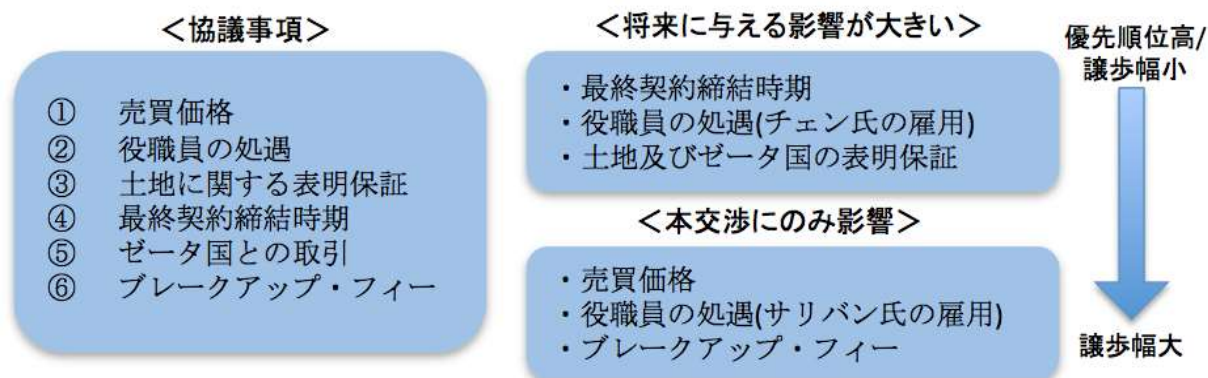 <協議事項>
① 売買価格
② 役職員の処遇
③ 土地に関する表明保証
④ 最終契約締結時期
⑤ ゼータ国との取引
⑥ ブレークアップ・フィー
<将来に与える影響が大きい>
・最終契約締結時期
・役職員の処遇(チェン氏の雇用)
・土地及びゼータ国の表明保証
<本交渉にのみ影響>
・売買価格
・役職員の処遇(サリバン氏の雇用)
・ブレークアップ・フィー
優先順位高/
譲歩幅小
譲歩幅大